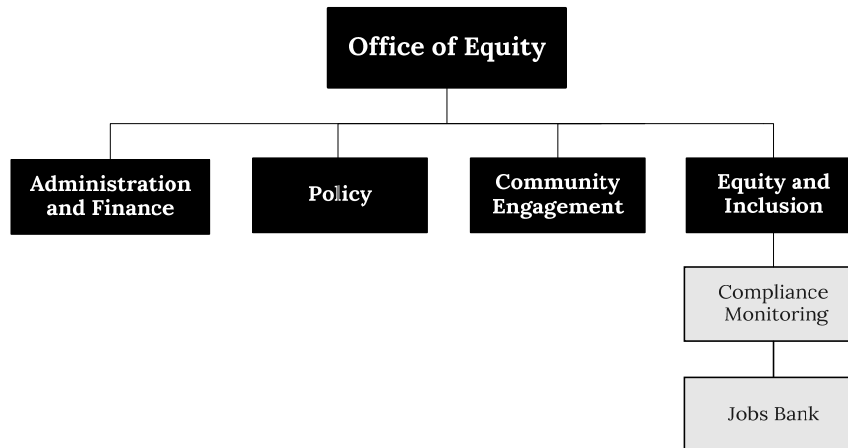 Office of Equity
Administration
and Finance
Policy
Community
Engagement
Equity and
Inclusion
Compliance
Monitoring
Jobs Bank